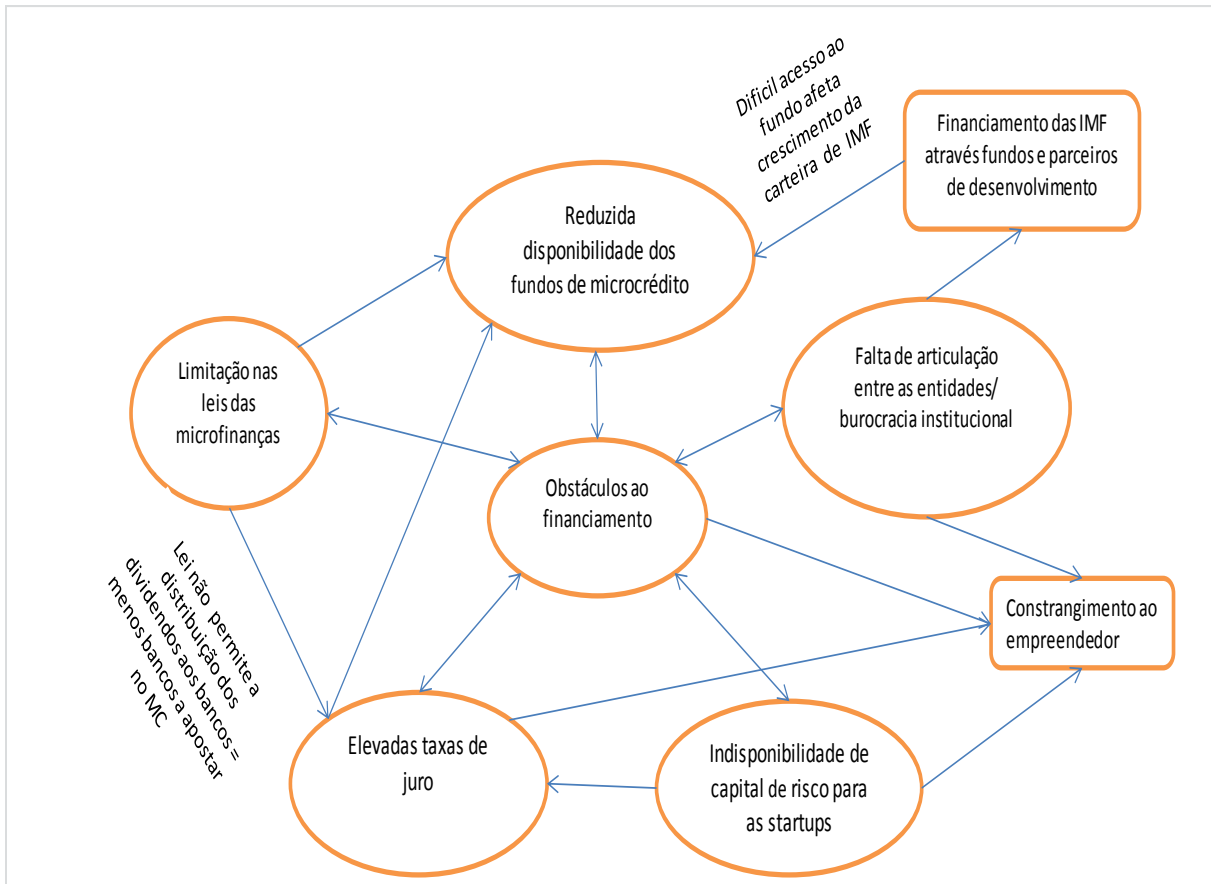 Dificil acesso ao
fundo afeta
crescimento da
carteira de IMF
Financiamento das IMF
através fundos e parceiros
de desenvolvimento
Reduzida
disponibilidade dos
fundos de microcrédito
Limitação nas
leis das
microfinanças
Falta de articulação
entre as entidades/
burocracia institucional
Obstáculos ao
financiamento
Lei não permite a
distribuição dos
dividendos aos bancos =
menos bancos a apostar
no MC
Constrangimento ao
empreendedor
Elevadas taxas de
juro
Indisponibilidade de
capital de risco para
as startups